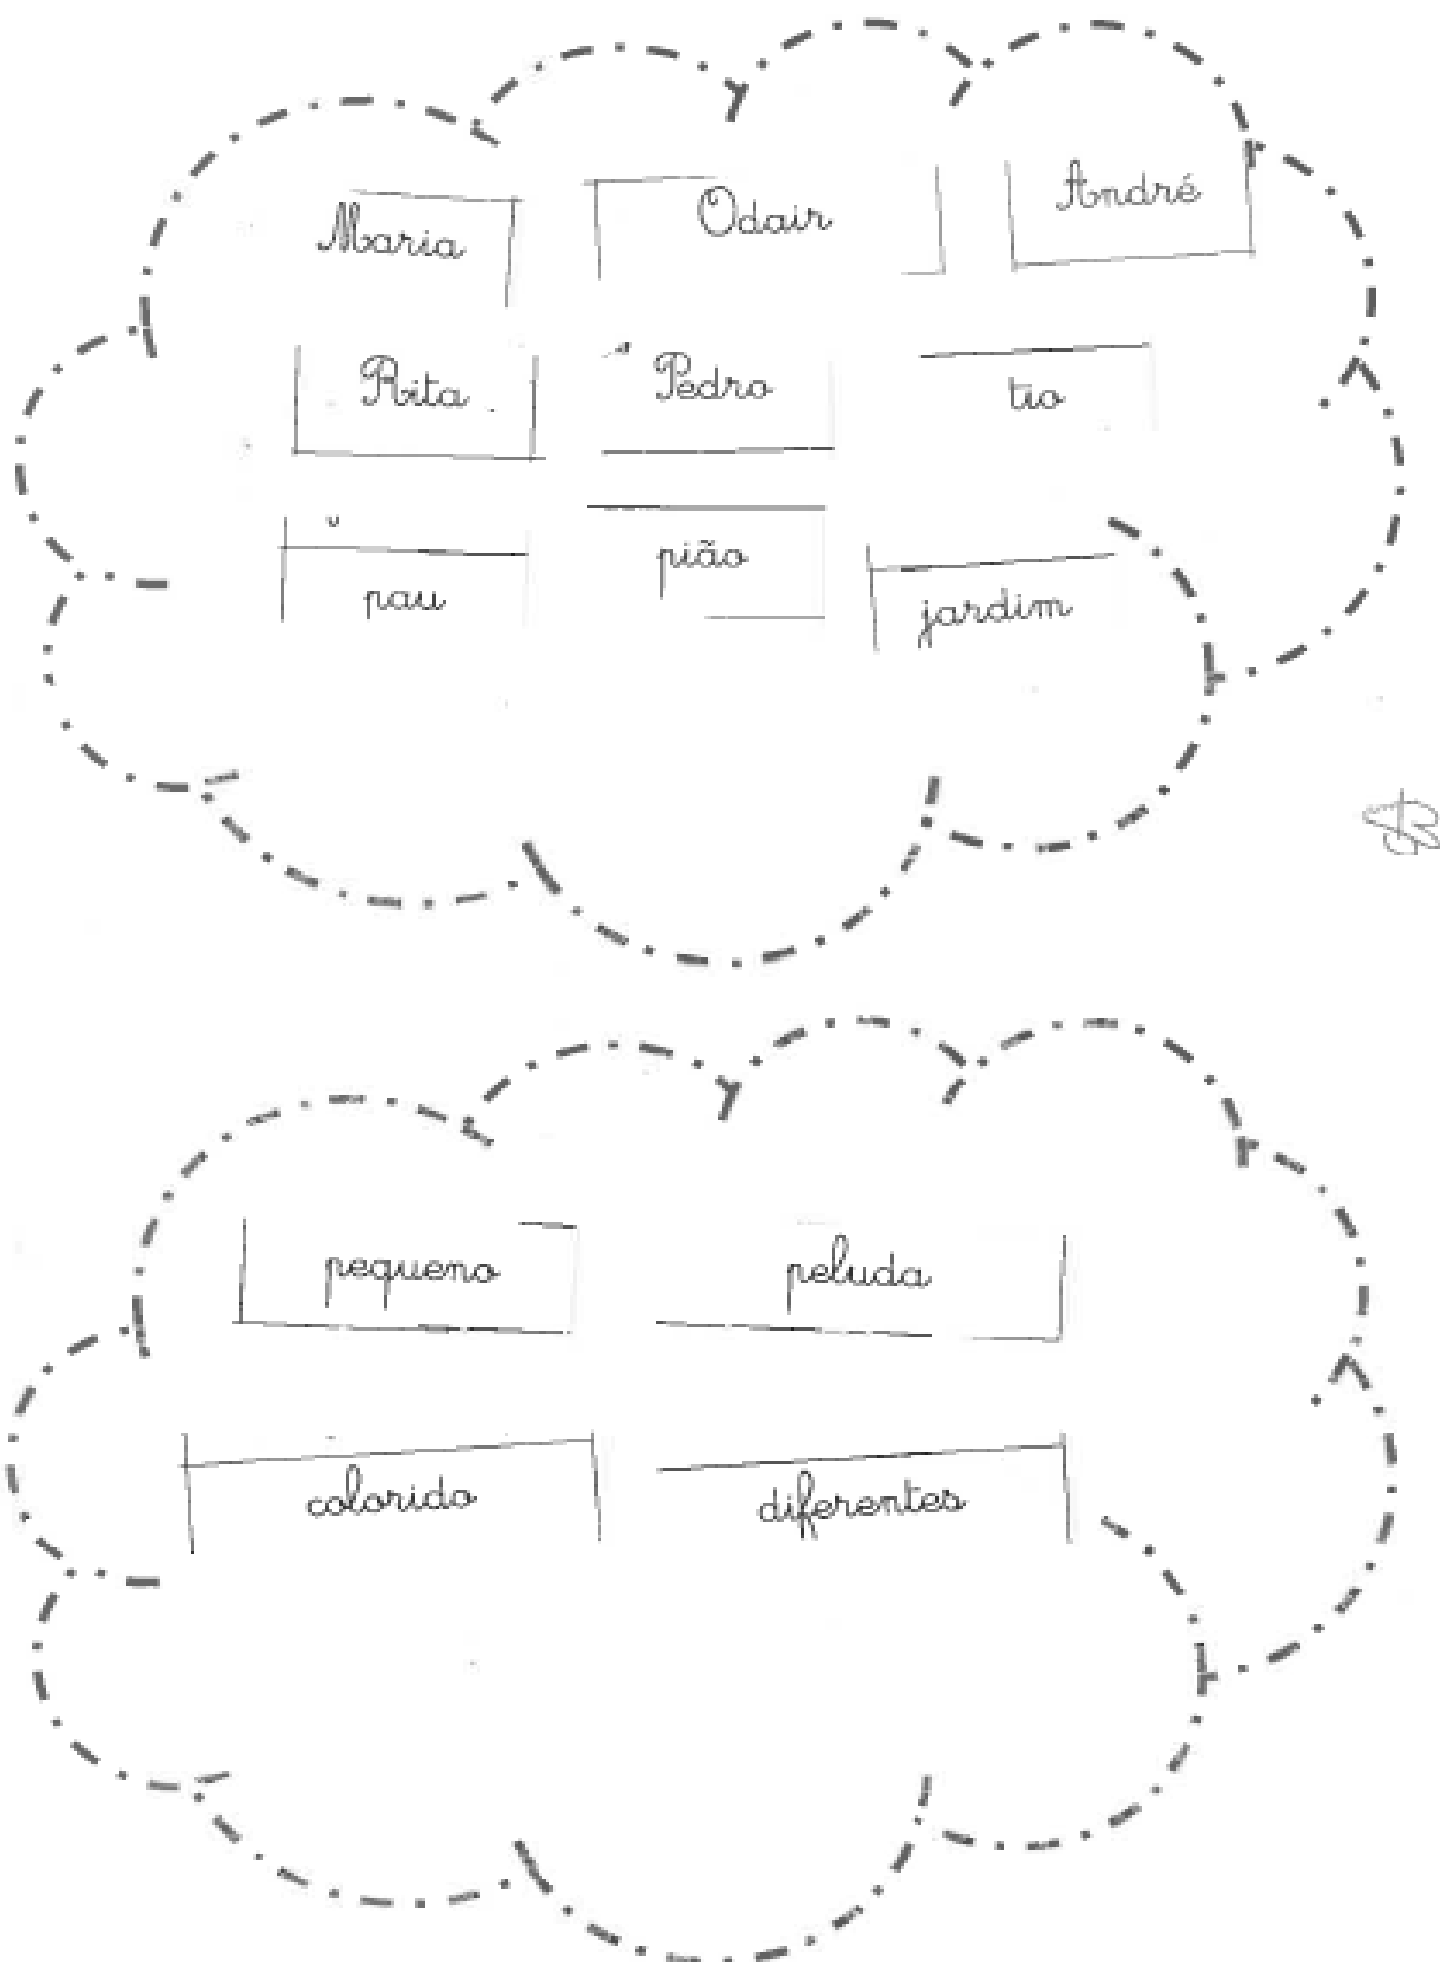 Maria Odair André
Rita Pedro tio
pau pião jardim
pequeno peluda
colorido diferentes